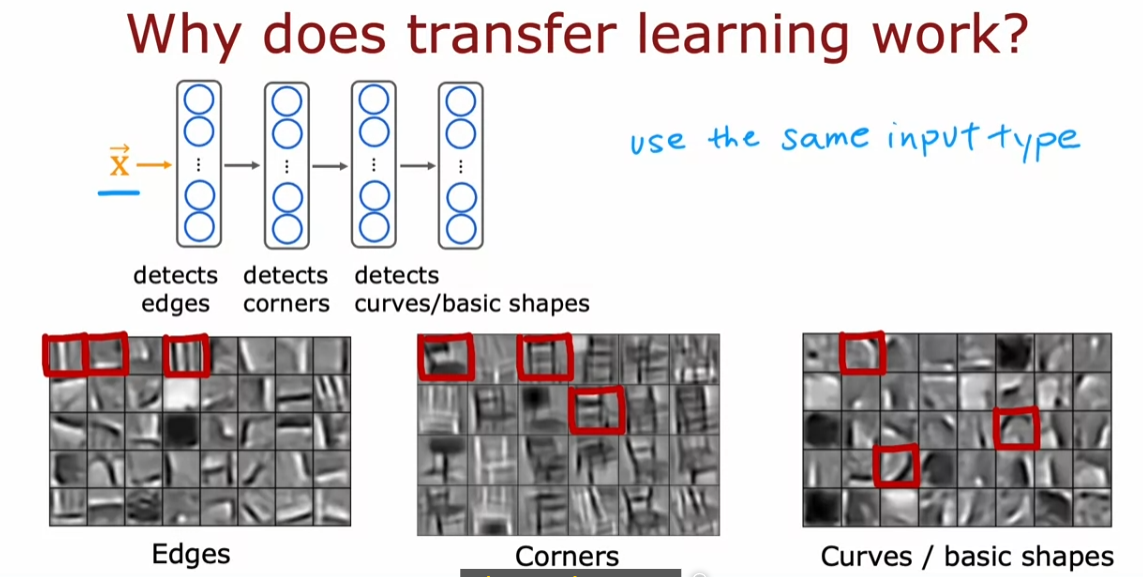 Why does transfer learning work?
use the same input type
x
detects detects detects
edges corners curves/basic shapes
Edges Corners Curves / basic shapes